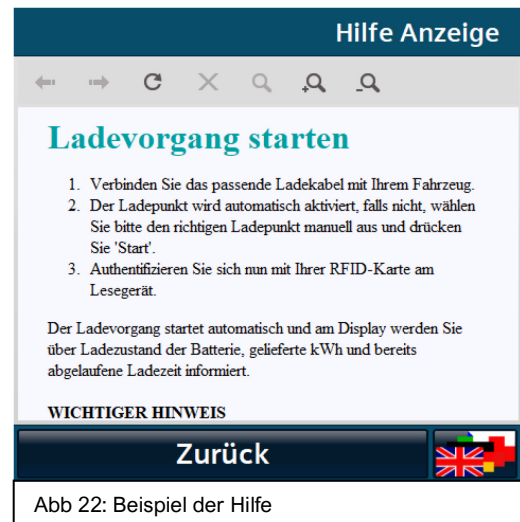 Hilfe Anzeige
Ladevorgang starten
1. Verbinden Sie das passende Ladekabel mit Ihrem Fahrzeug.
2. Der Ladepunkt wird automatisch aktiviert, falls nicht, wählen
Sie bitte den richtigen Ladepunkt manuell aus und drücken
Sie 'Start'.
3. Authentifizieren Sie sich nun mit Ihrer RFID-Karte am
Lesegerät.
Der Ladevorgang startet automatisch und am Display werden Sie
über Ladezustand der Batterie, gelieferte kWh und bereits
abgelaufene Ladezeit informiert.
WICHTIGER HINWEIS
Zurück
Abb 22: Beispiel der Hilfe